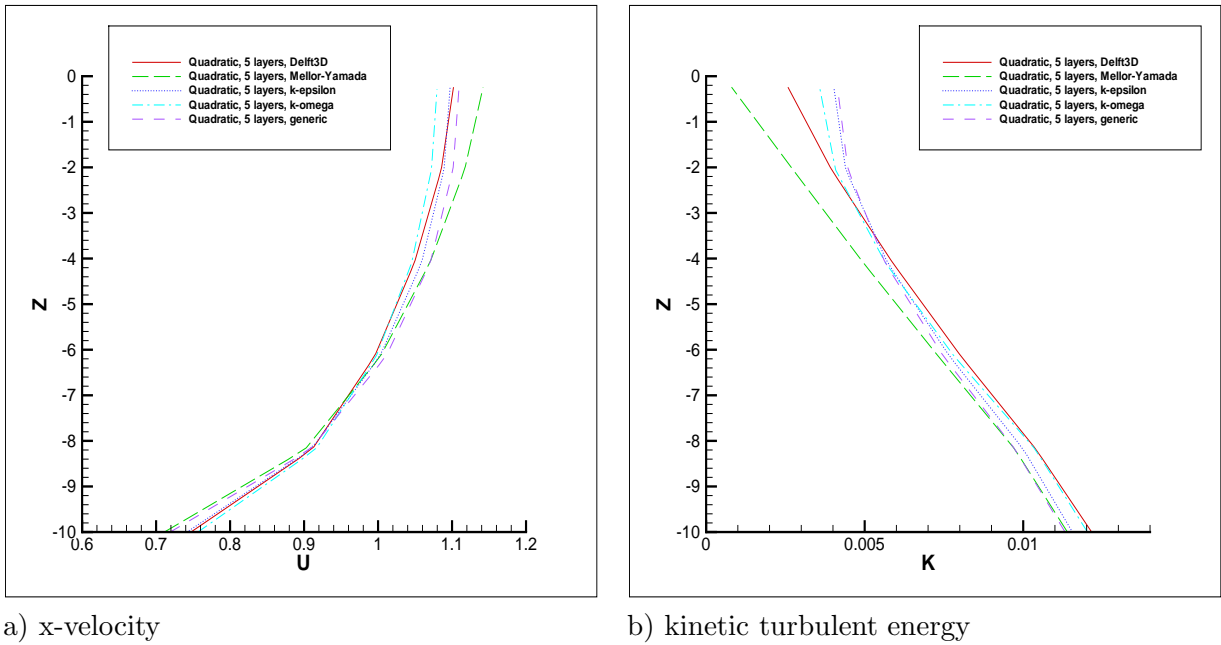 Quadratic, 5 layers, Delft3D
Quadratic, 5 layers, Mellor-Yamada
Quadratic, 5 layers, k-epsilon
Quadratic, 5 layers, k-omega
Quadratic, 5 layers, generic
0
-1
-2
-3
-4
-5
-6
-7
-8
-9
-10
Z
0.6 0.7 0.8 0.9 1 1.1 1.2
U
a) x-velocity
Quadratic, 5 layers, Delft3D
Quadratic, 5 layers, Mellor-Yamada
Quadratic, 5 layers, k-epsilon
Quadratic, 5 layers, k-omega
Quadratic, 5 layers, generic
0
-1
-2
-3
-4
-5
-6
-7
-8
-9
-10
Z
0 0.005 0.01
K
b) kinetic turbulent energy